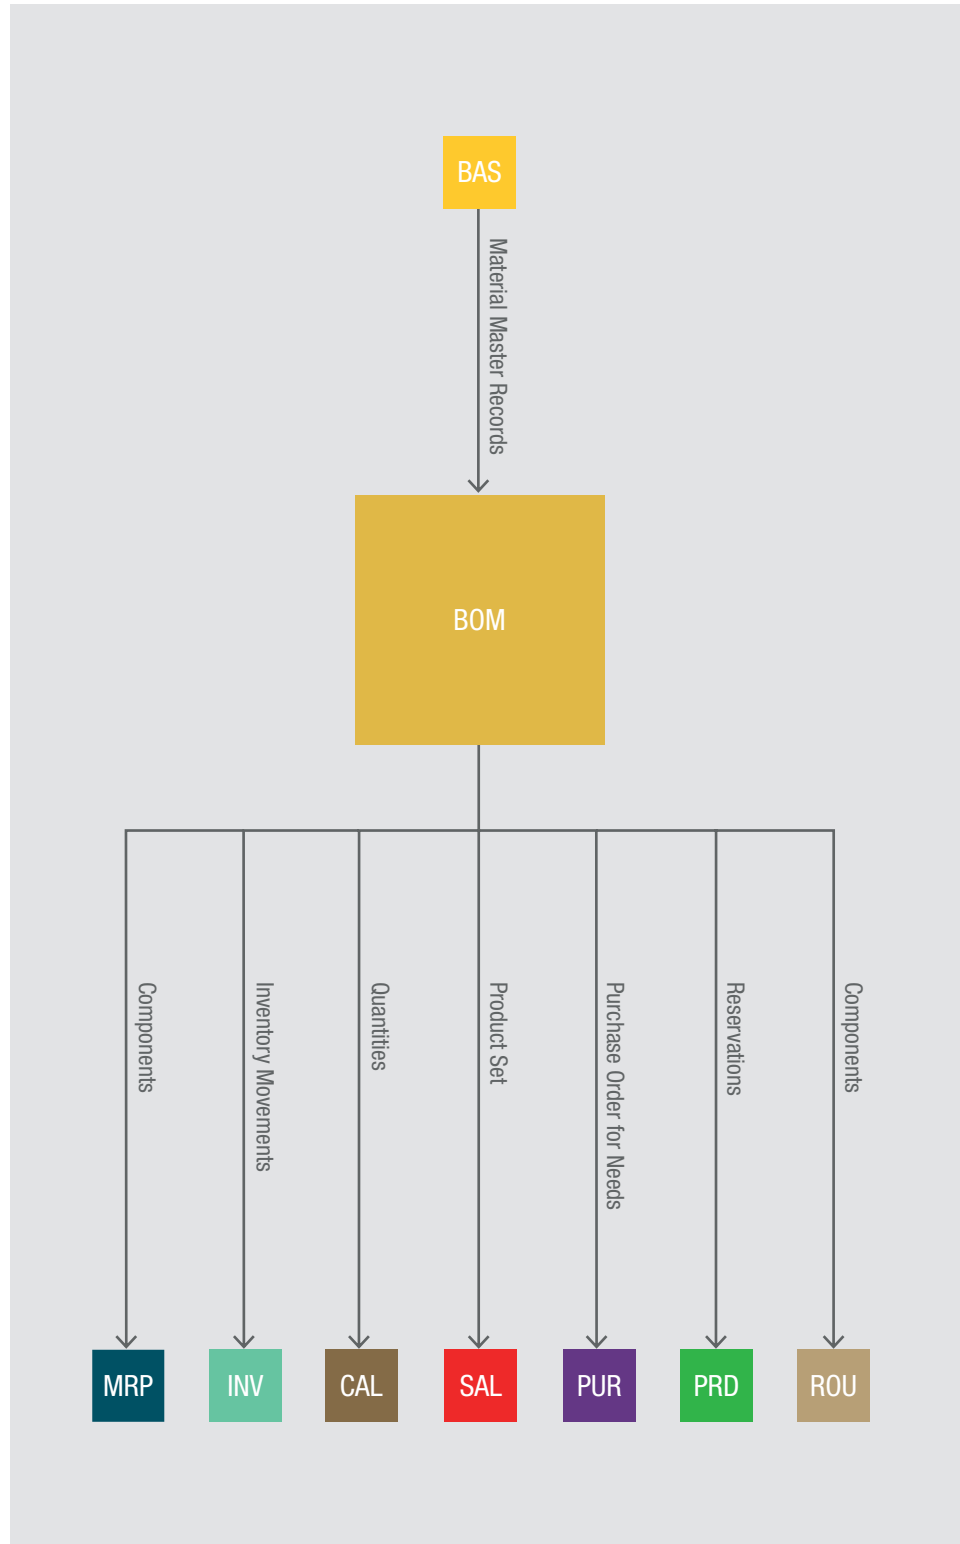 BAS
Material Master Records
BOM
Components
Inventory Movements
Quantities
Product Set
Purchase Order for Needs
Reservations
Components
MRP
INV
CAL
SAL
PUR
PRD
ROU